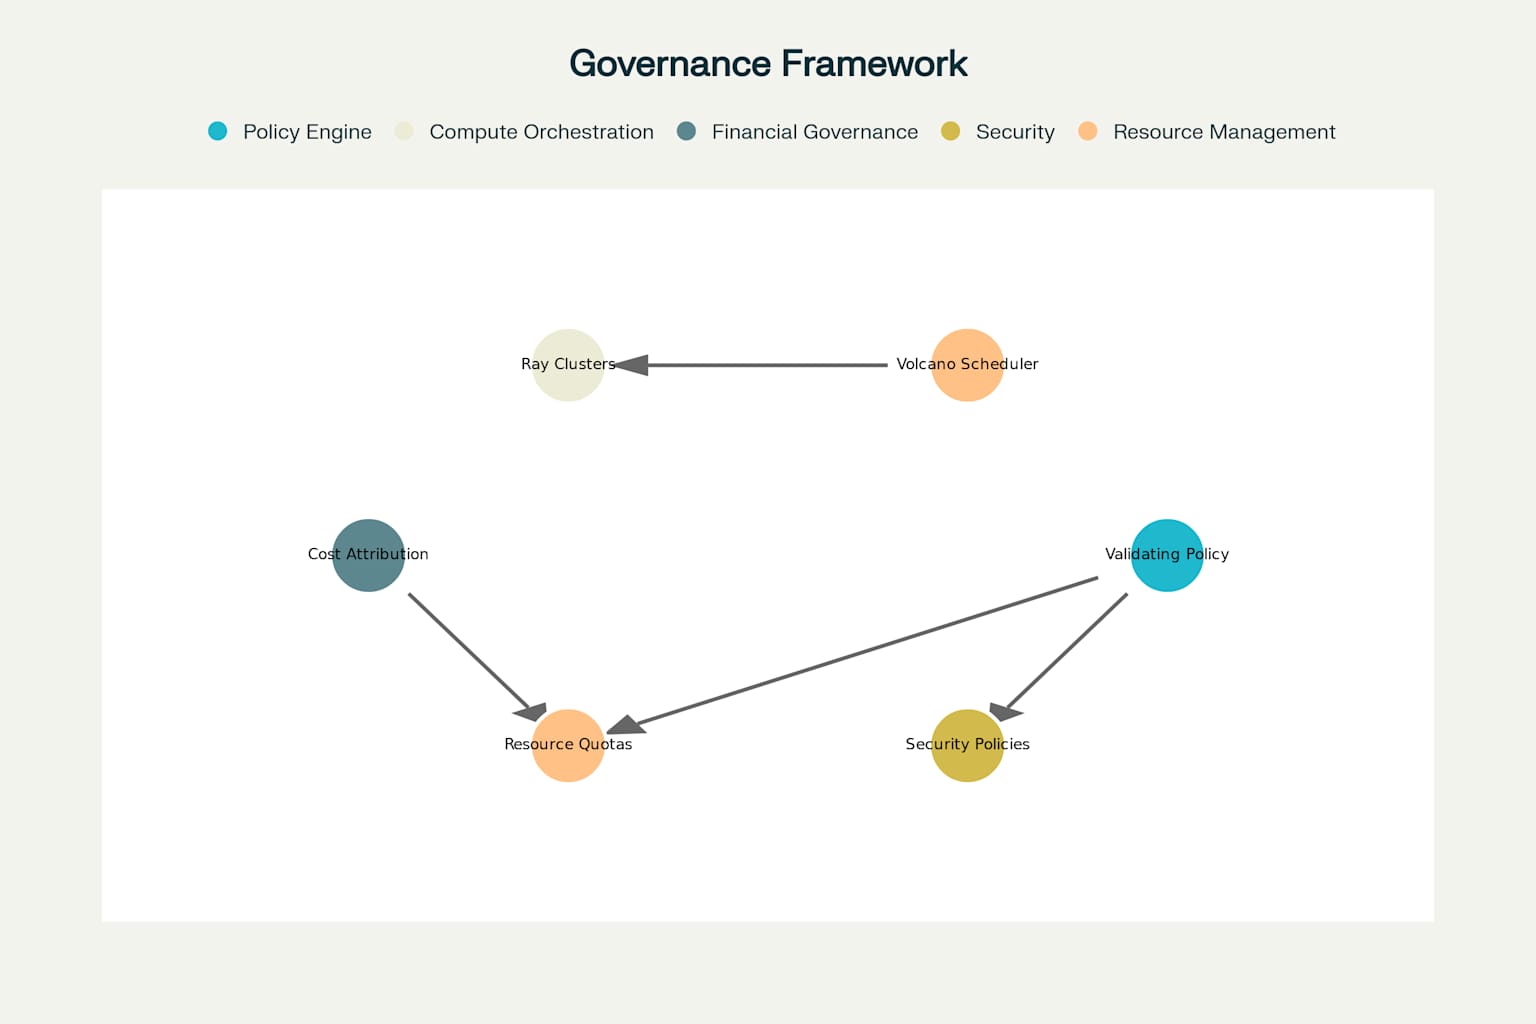 Governance Framework
Policy Engine Compute Orchestration Financial Governance Security Resource Management
Ray Clusters Volcano Scheduler
Cost Attribution Validating Policy
Resource Quotas Security Policies